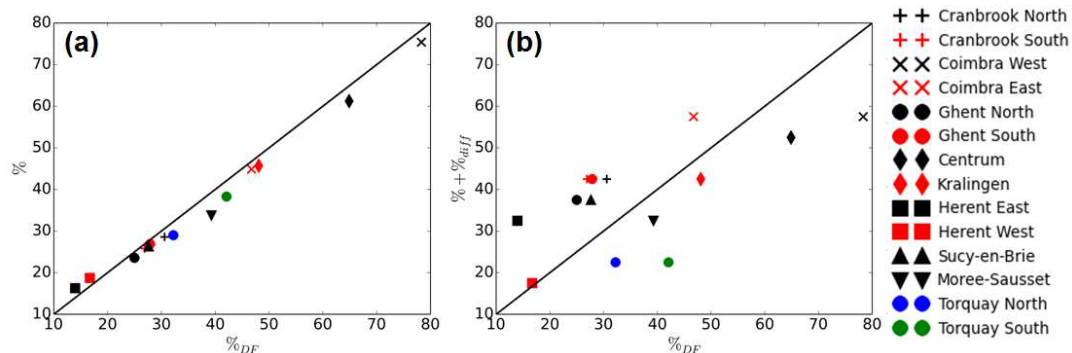 (a)
80
70
60
50
40
30
20
10
%
10 20 30 40 50 60 70 80
%DF
(b)
80
70
60
50
40
30
20
10
% + %diff
10 20 30 40 50 60 70 80
%DF
Cranbrook North
Cranbrook South
Coimbra West
Coimbra East
Ghent North
Ghent South
Centrum
Kralingen
Herent East
Herent West
Sucy-en-Brie
Moree-Sausset
Torquay North
Torquay South